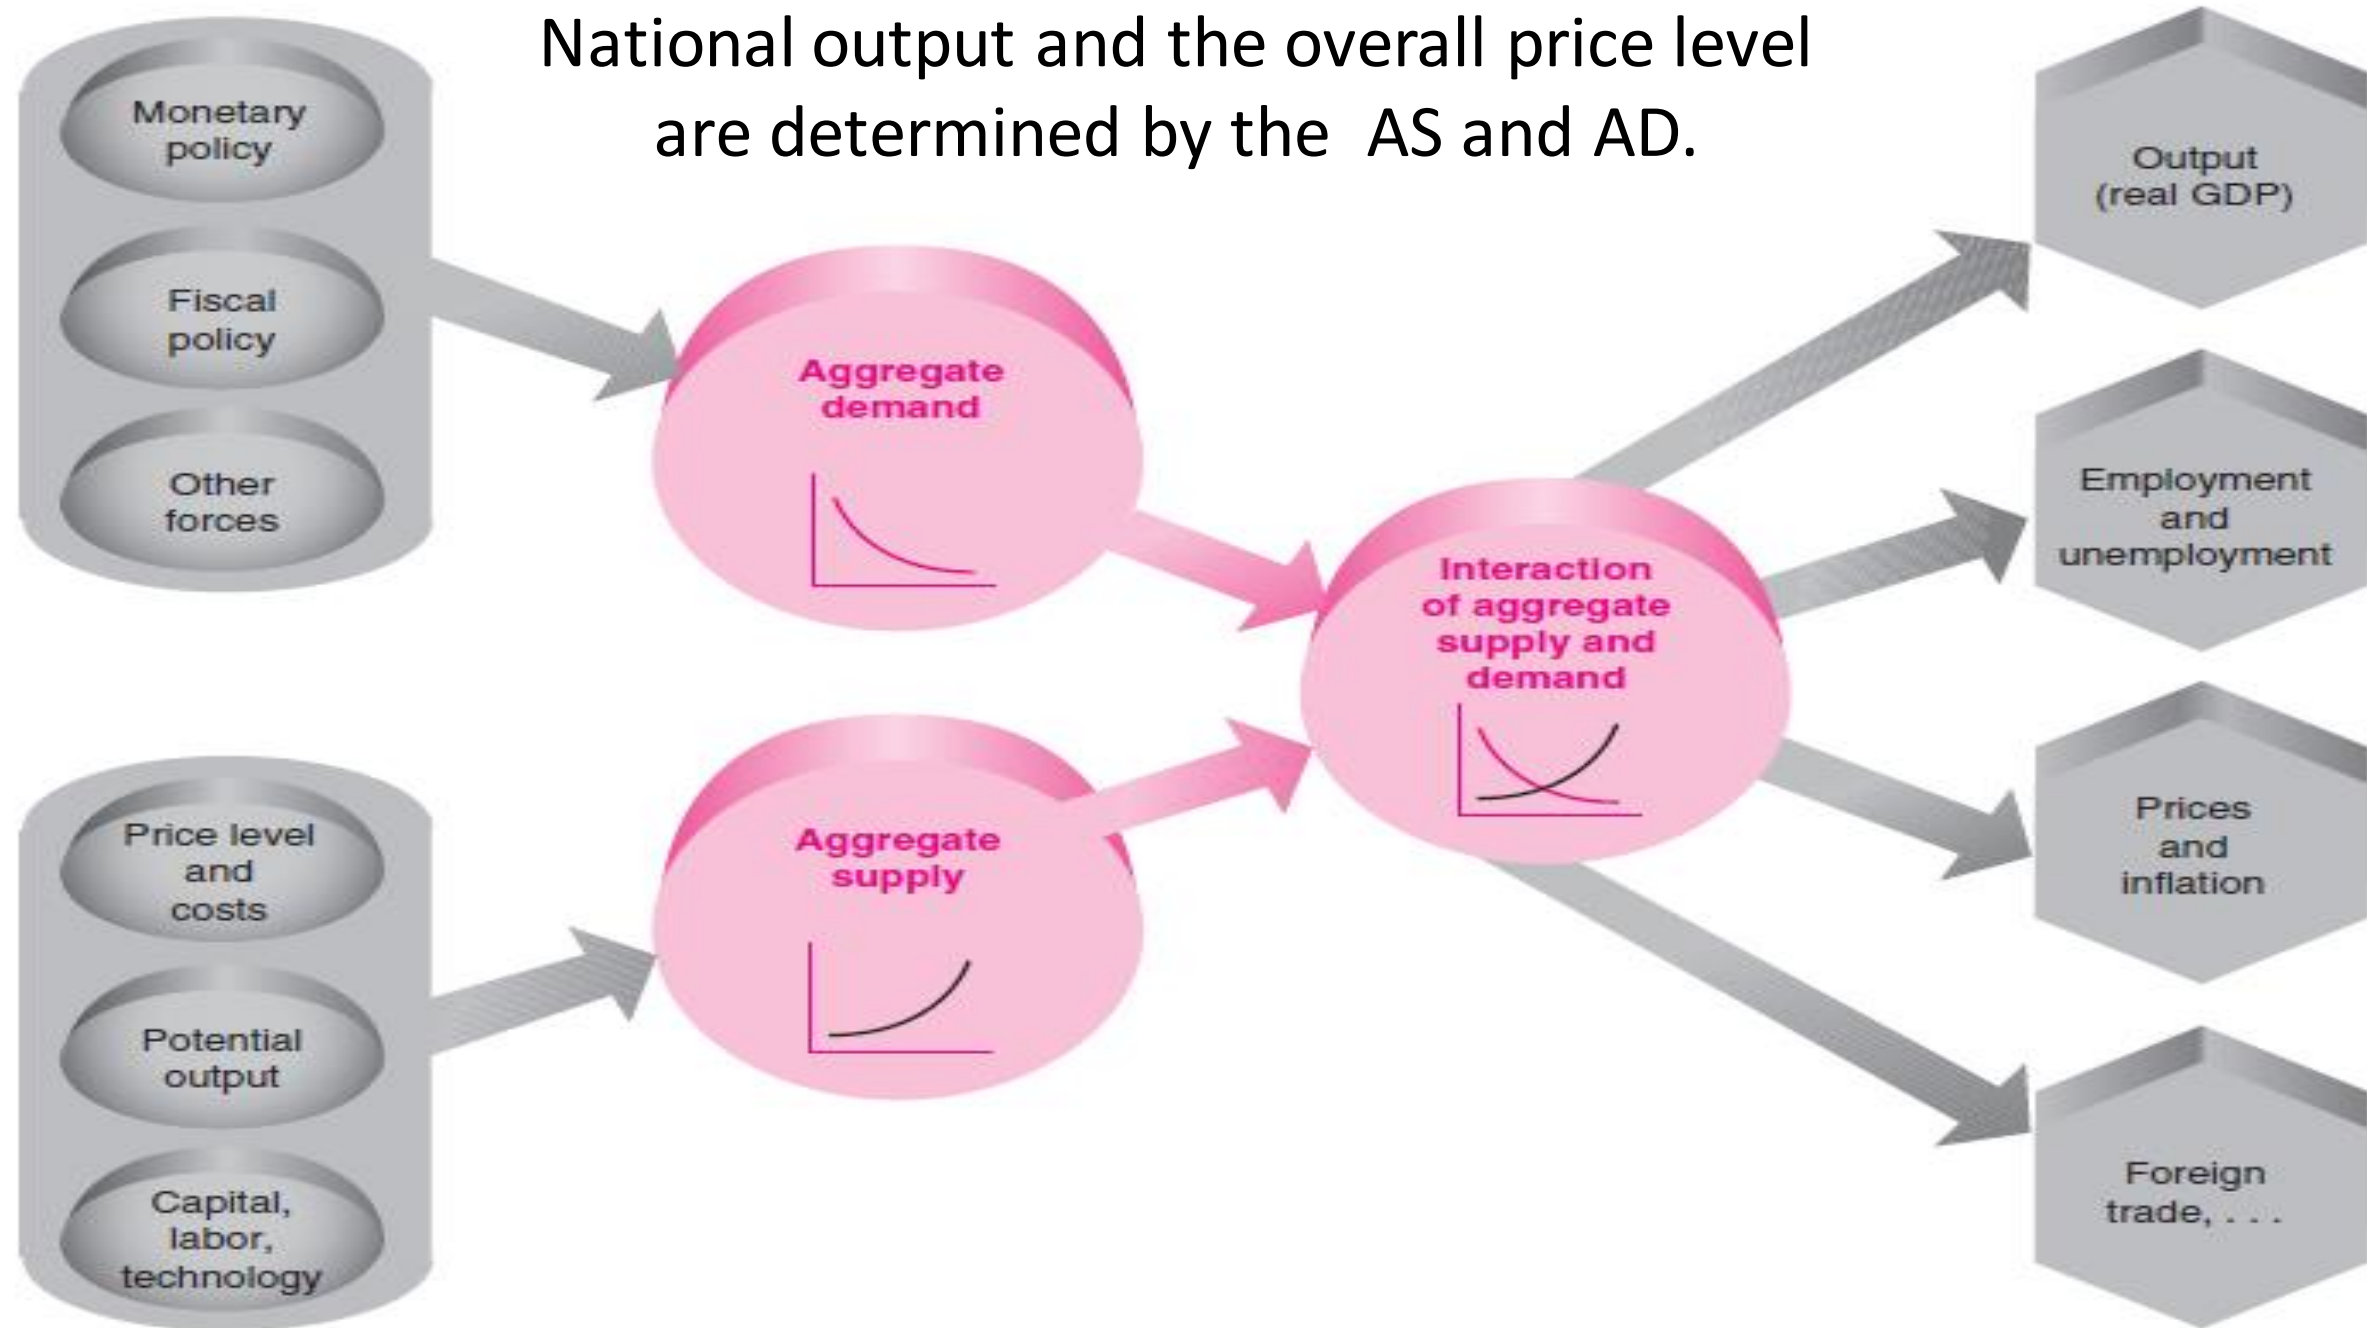 National output and the overall price level
are determined by the  AS and AD.
Monetary
policy
Fiscal
policy
Other
forces
Price level
and
costs
Potential
output
Capital,
labor,
technology
Aggregate
demand
Aggregate
supply
Interaction
of aggregate
supply and
demand
Output
(real GDP)
Employment
and
unemployment
Prices
and
inflation
Foreign
trade, . . .